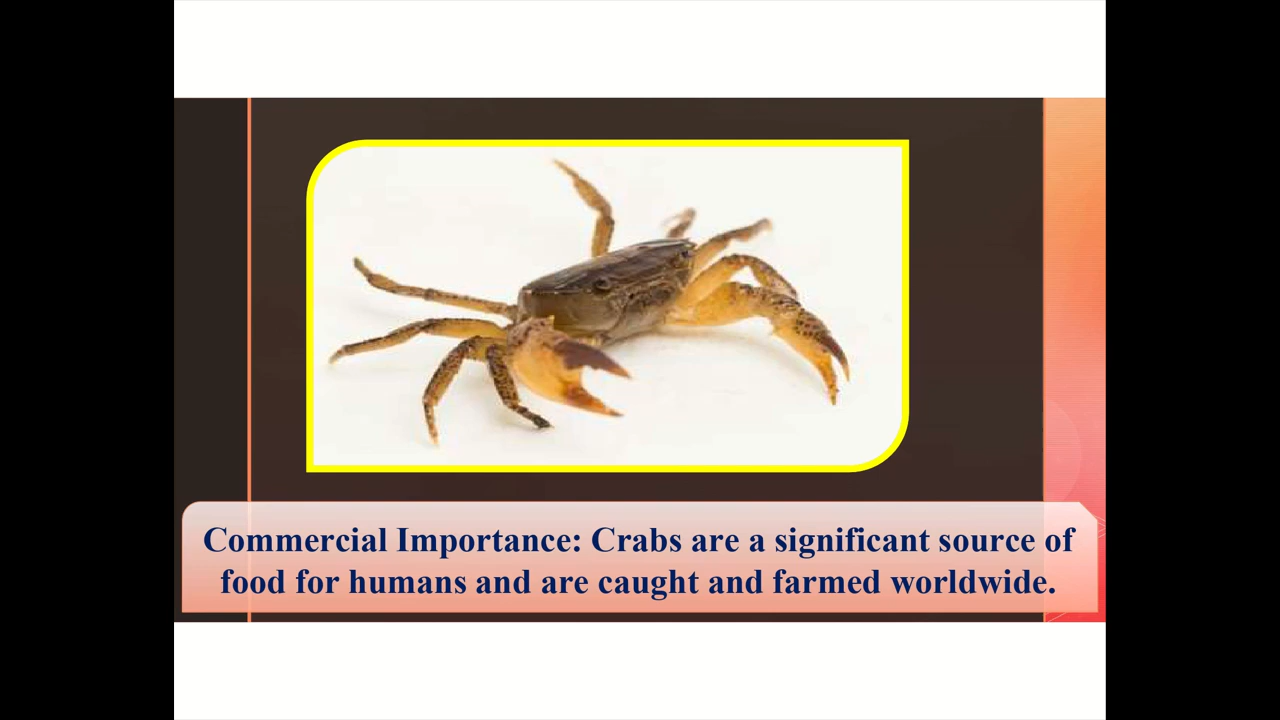 Commercial Importance: Crabs are a significant source of
food for humans and are caught and farmed worldwide.